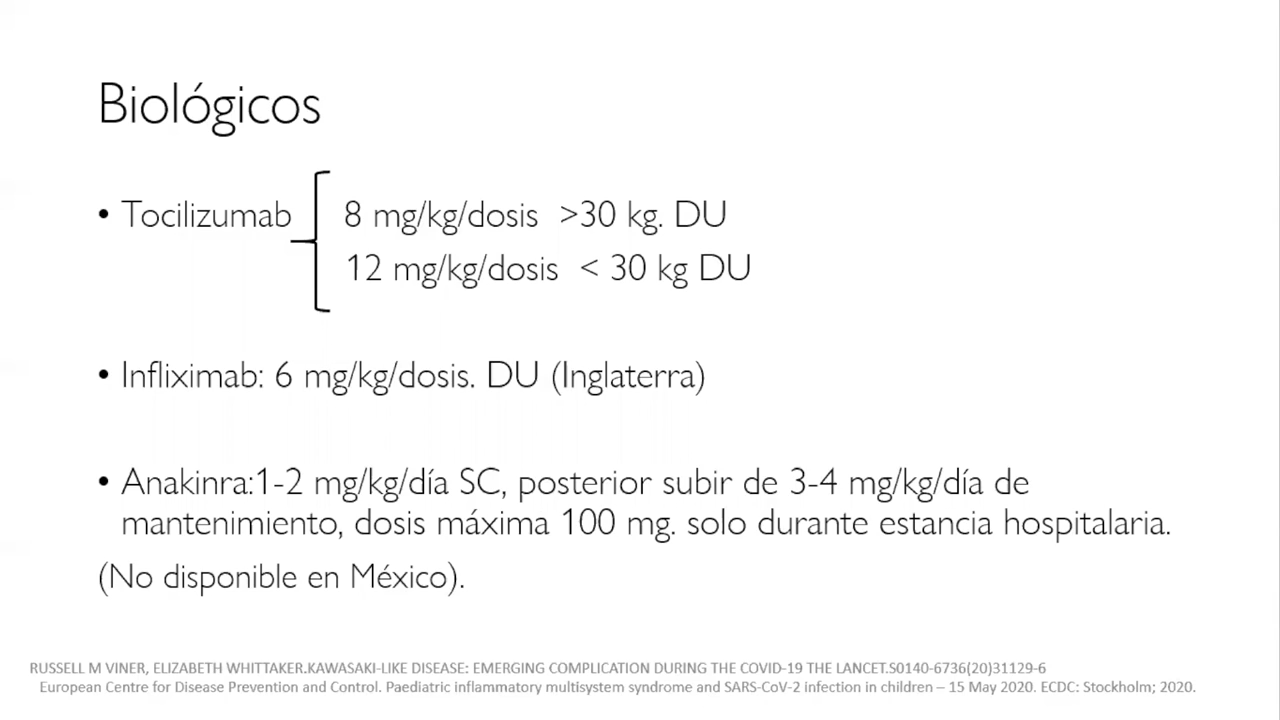 Biológicos
• Tocilizumab
8 mg/kg/dosis >30 kg. DU
12 mg/kg/dosis < 30 kg DU
• Infliximab: 6 mg/kg/dosis. DU (Inglaterra)
• Anakinra:1-2 mg/kg/día SC, posterior subir de 3-4 mg/kg/día de
mantenimiento, dosis máxima 100 mg. solo durante estancia hospitalaria.
(No disponible en México).
RUSSELL M VINER, ELIZABETH WHITTAKER.KAWASAKI-LIKE DISEASE: EMERGING COMPLICATION DURING THE COVID-19 THE LANCET.S0140-6736(20)31129-6
European Centre for Disease Prevention and Control. Paediatric inflammatory multisystem syndrome and SARS-CoV-2 infection in children – 15 May 2020. ECDC: Stockholm; 2020.